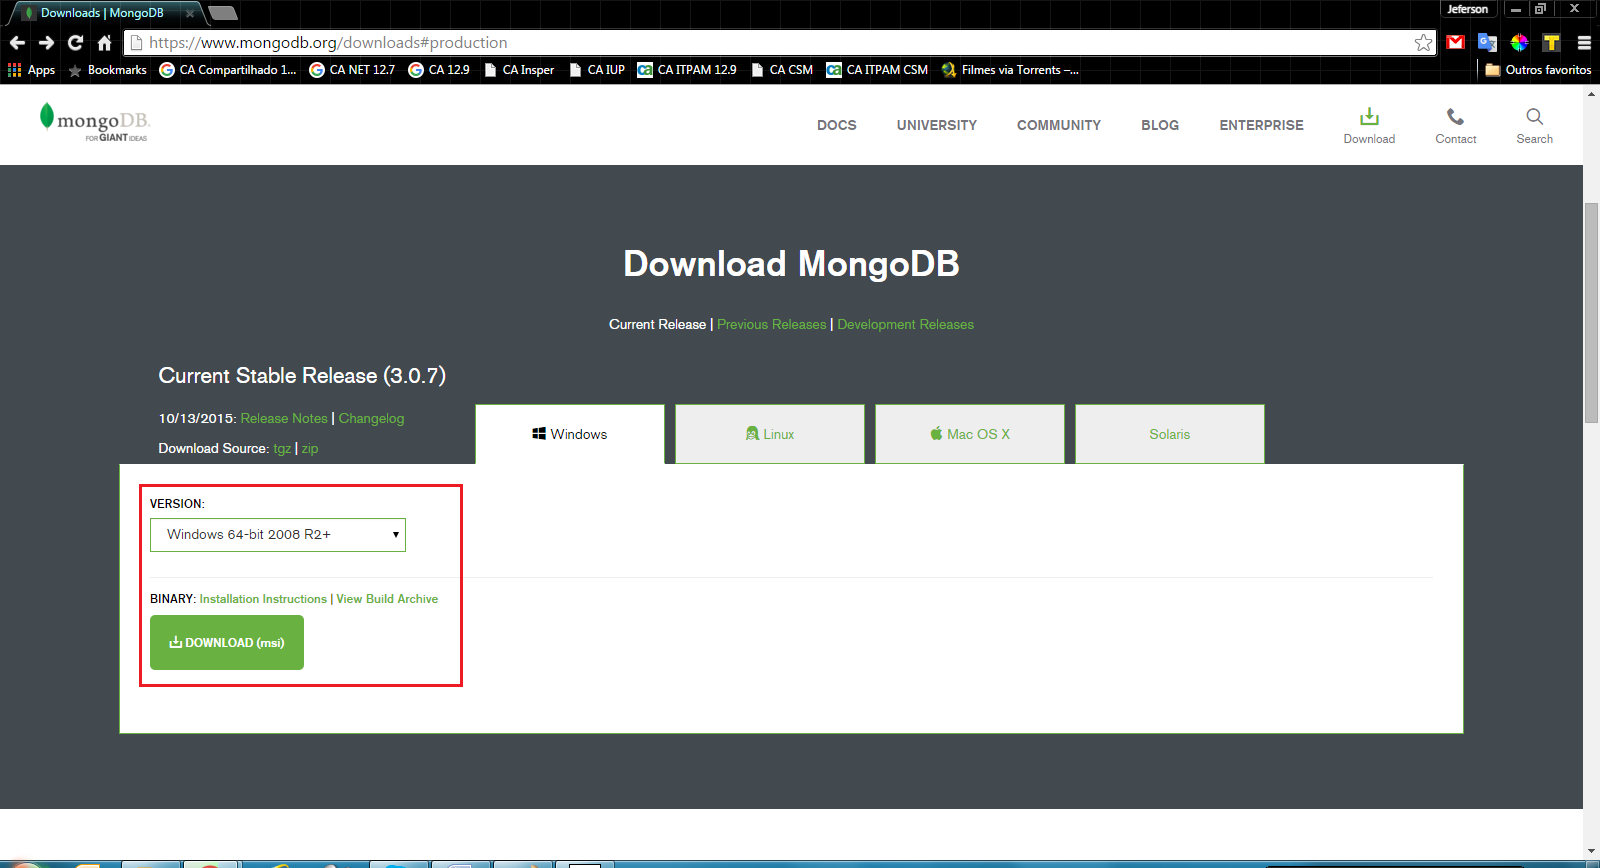 Downloads | MongoDB
Jeferson
https://www.mongodb.org/downloads#production
Apps Bookmarks CA Compartilhado 1... CA NET 12.7 CA 12.9 CA Insper CA IUP CA ITPAM 12.9 CA CSM CA ITPAM CSM Filmes via Torrents –... Outros favoritos
mongoDB.
FOR GIANT IDEAS
DOCS UNIVERSITY COMMUNITY BLOG ENTERPRISE Download Contact Search
Download MongoDB
Current Release | Previous Releases | Development Releases
Current Stable Release (3.0.7)
10/13/2015: Release Notes | Changelog
Download Source: tgz | zip
Windows Linux Mac OS X Solaris
VERSION:
Windows 64-bit 2008 R2+
BINARY: Installation Instructions | View Build Archive
DOWNLOAD (msi)